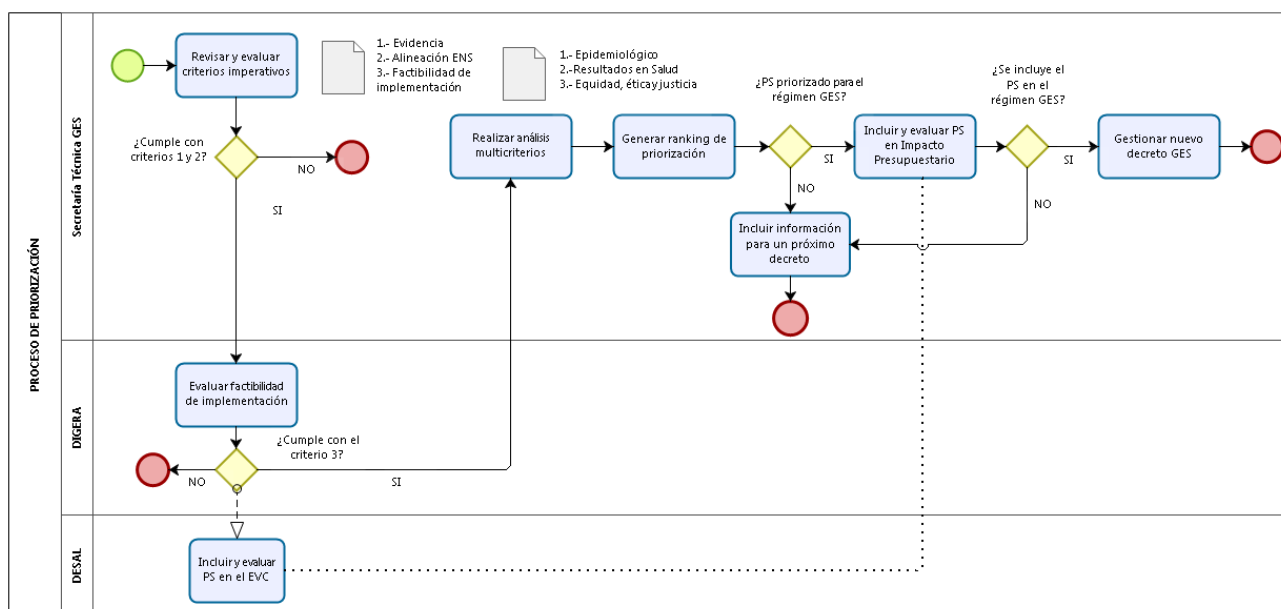 PROCESO DE PRIORIZACIÓN
Secretaría Técnica GES
Revisar y evaluar
criterios imperativos
1.- Evidencia
2.- Alineación ENS
3.- Factibilidad de
implementación
1.- Epidemiológico
2.-Resultados en Salud
3.- Equidad, ética y justicia
¿Cumple con
criterios 1 y 2?
NO
SI
Realizar análisis
multicriterios
Generar ranking de
priorización
¿PS priorizado para el
régimen GES?
SI
NO
Incluir y evaluar PS
en Impacto
Presupuestario
¿Se incluye el
PS en el
régimen GES?
SI
NO
Gestionar nuevo
decreto GES
Incluir información
para un próximo
decreto
DIGERA
Evaluar factibilidad
de implementación
¿Cumple con el
criterio 3?
NO
SI
DESAL
Incluir y evaluar
PS en el EVC